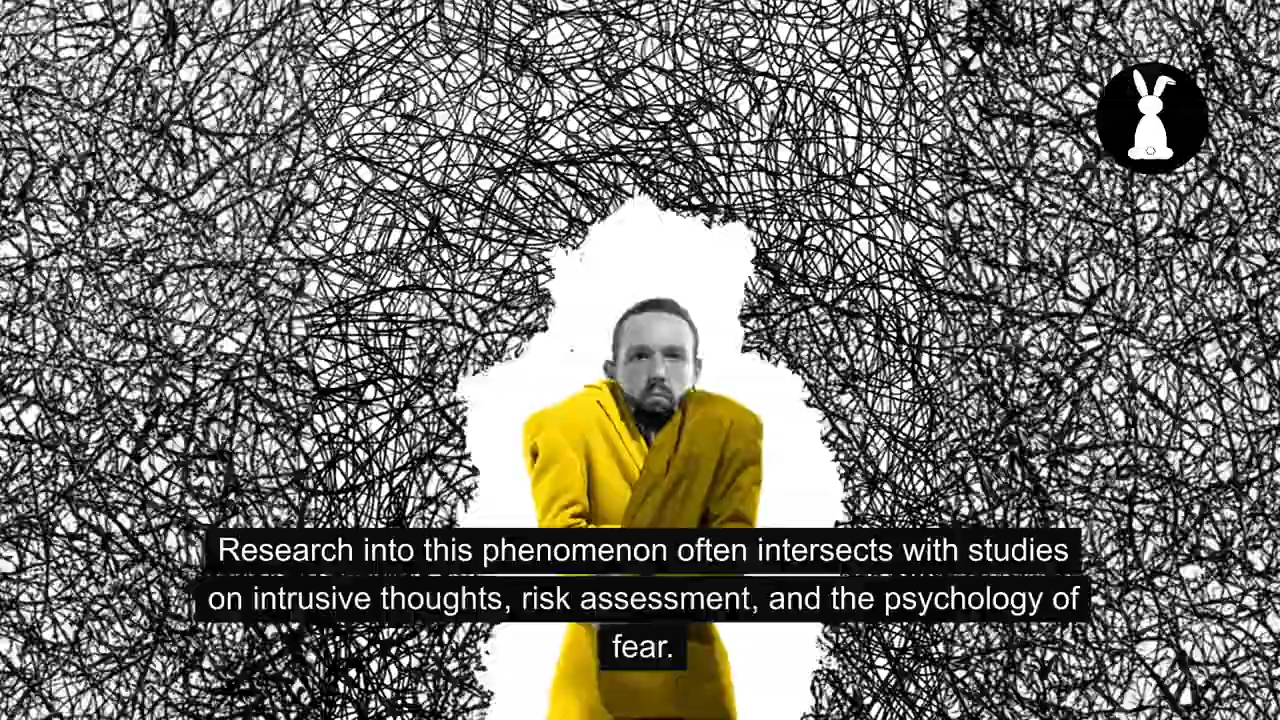 Research into this phenomenon often intersects with studies
on intrusive thoughts, risk assessment, and the psychology of
fear.